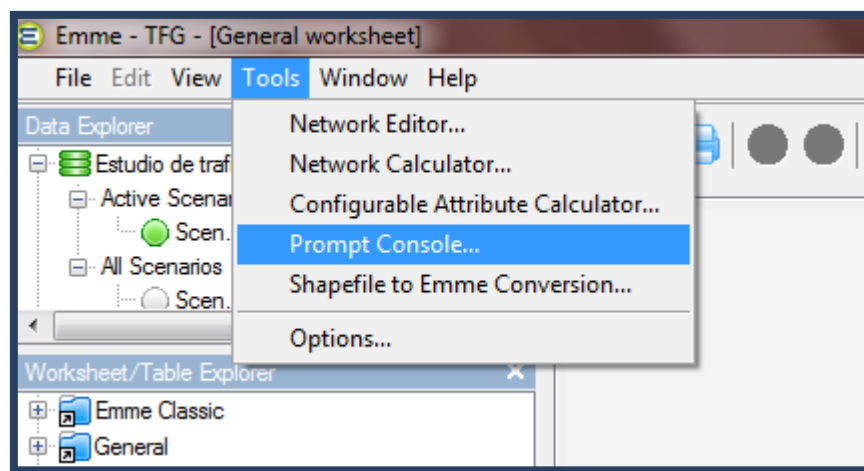 Emme - TFG - [General worksheet]
File Edit View Tools Window Help
Data Explorer
Network Editor...
Estudio de traf
Network Calculator...
Active Scenar
Configurable Attribute Calculator...
Scen.
Prompt Console...
All Scenarios
Shapefile to Emme Conversion...
Scen.
Options...
Worksheet/Table Explorer
Emme Classic
General